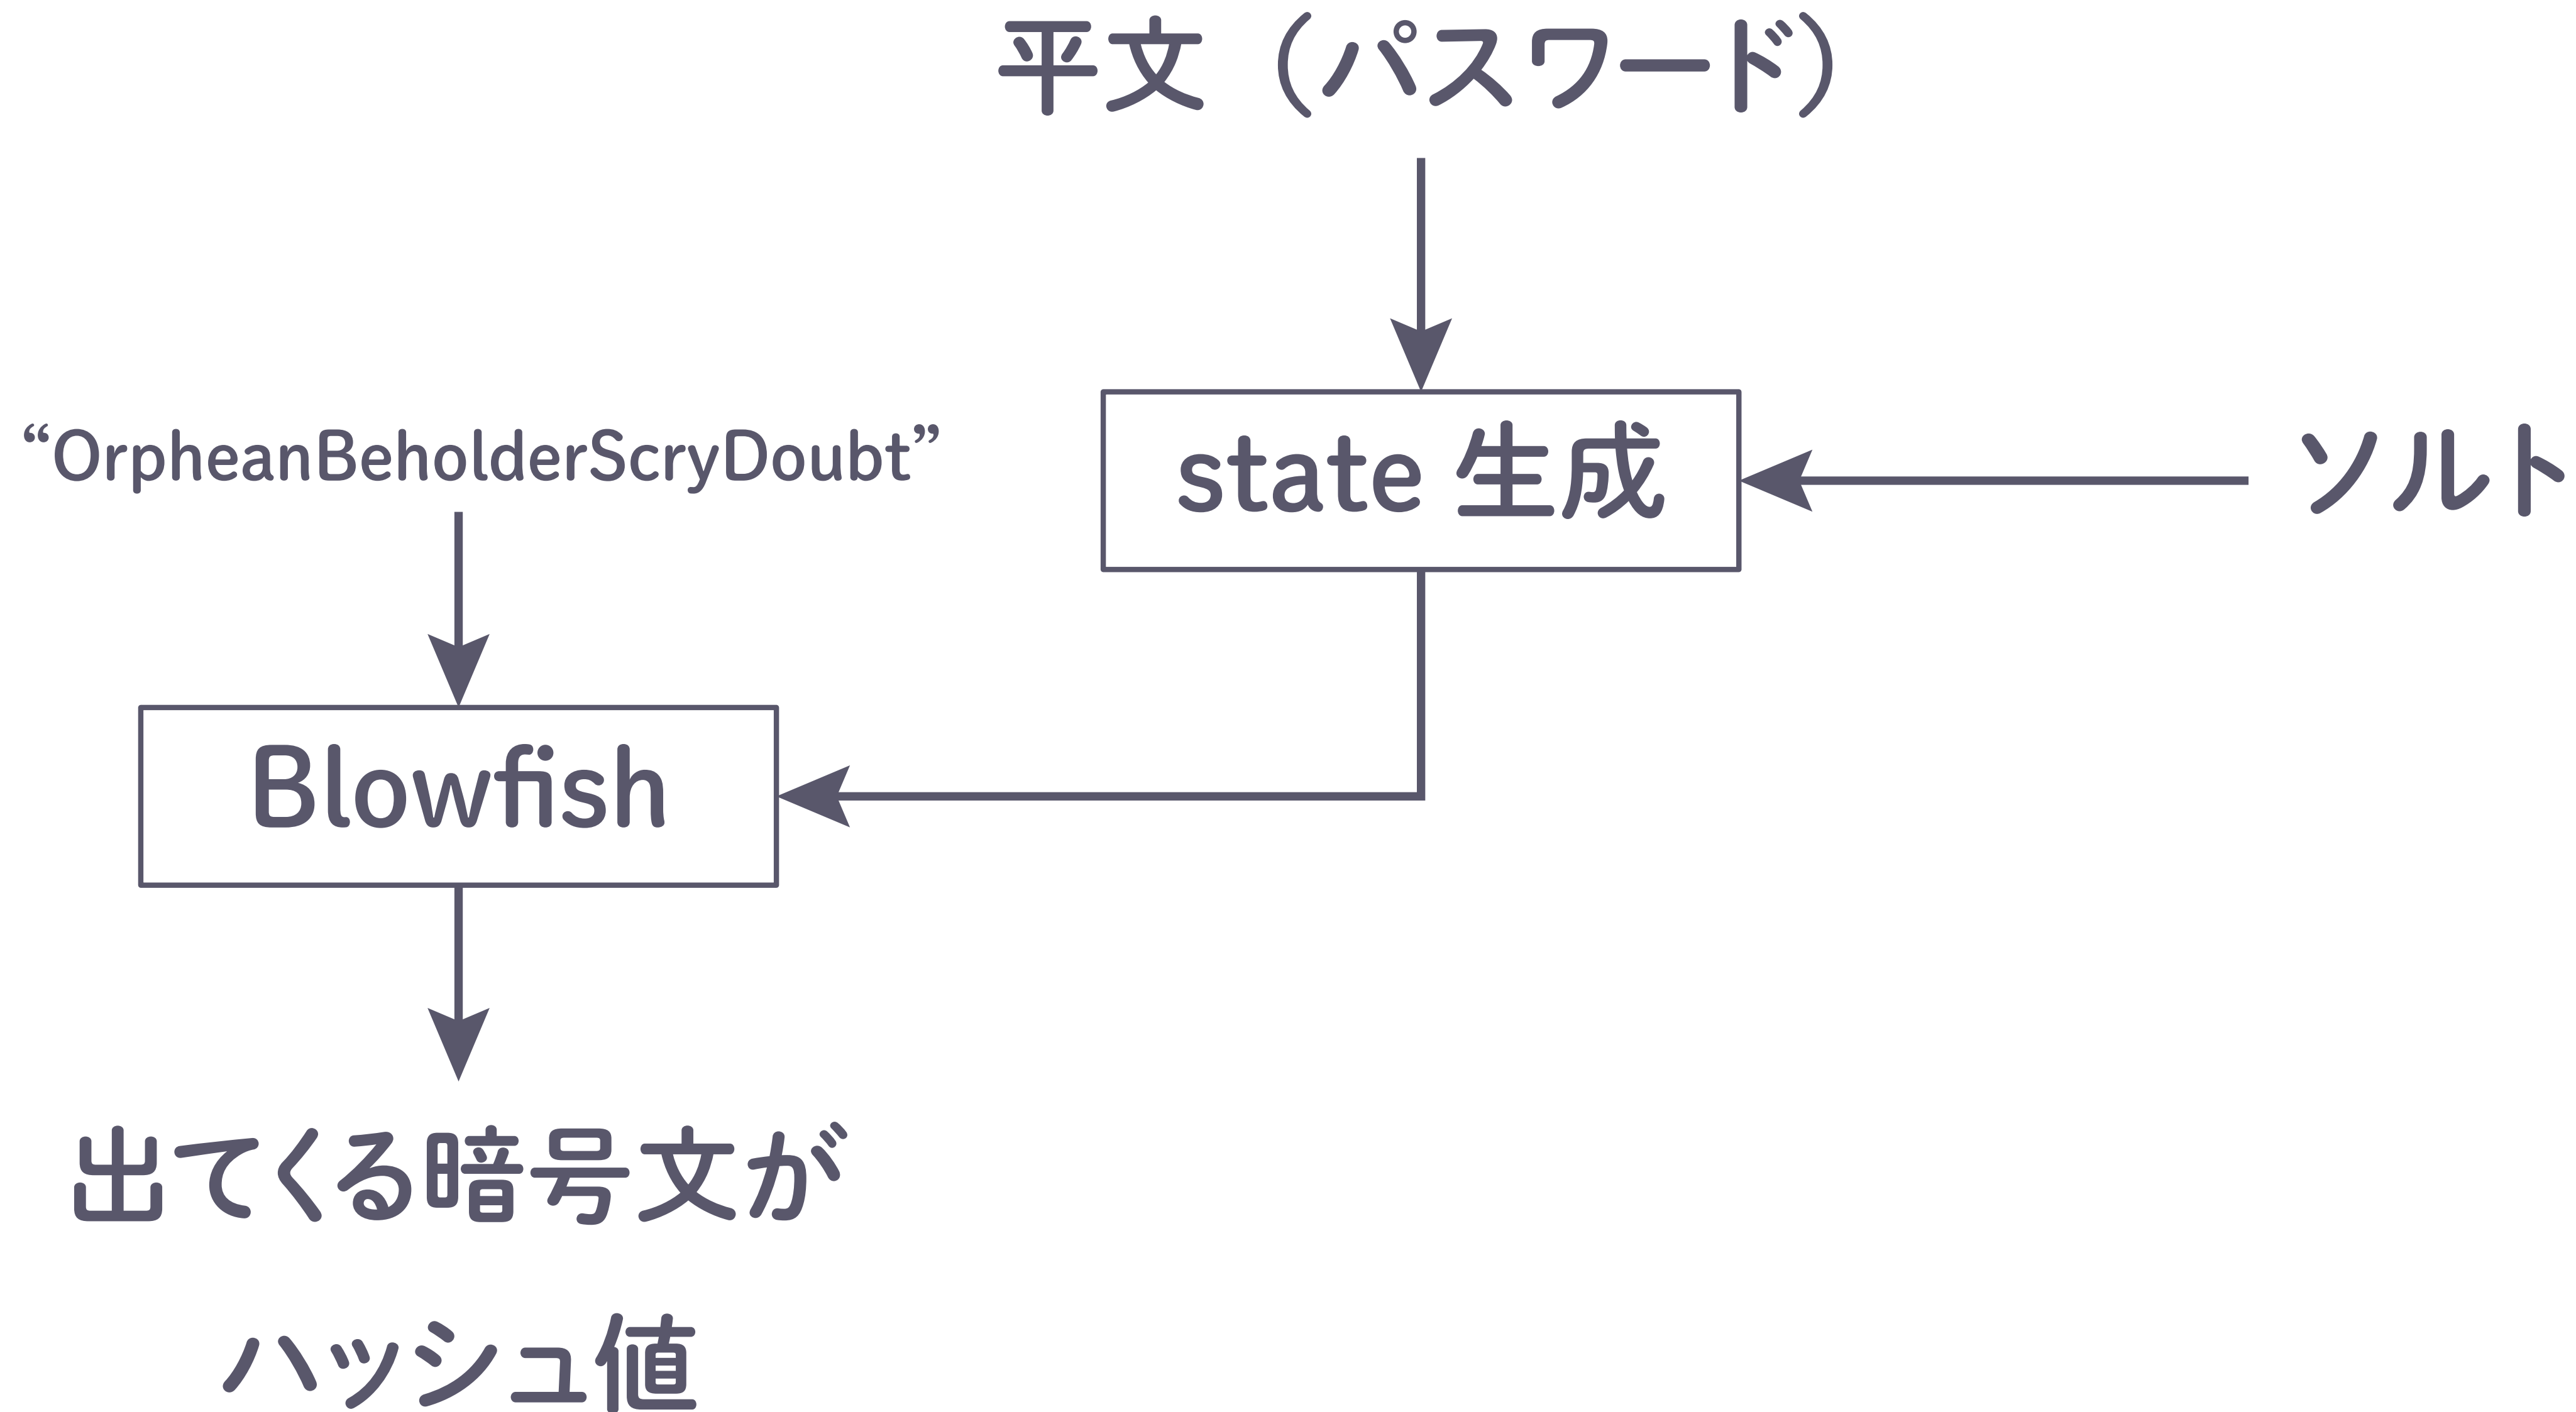 平文（パスワード）
“OrpheanBeholderScryDoubt”
state 生成
ソルト
Blowfish
出てくる暗号文が
ハッシュ値